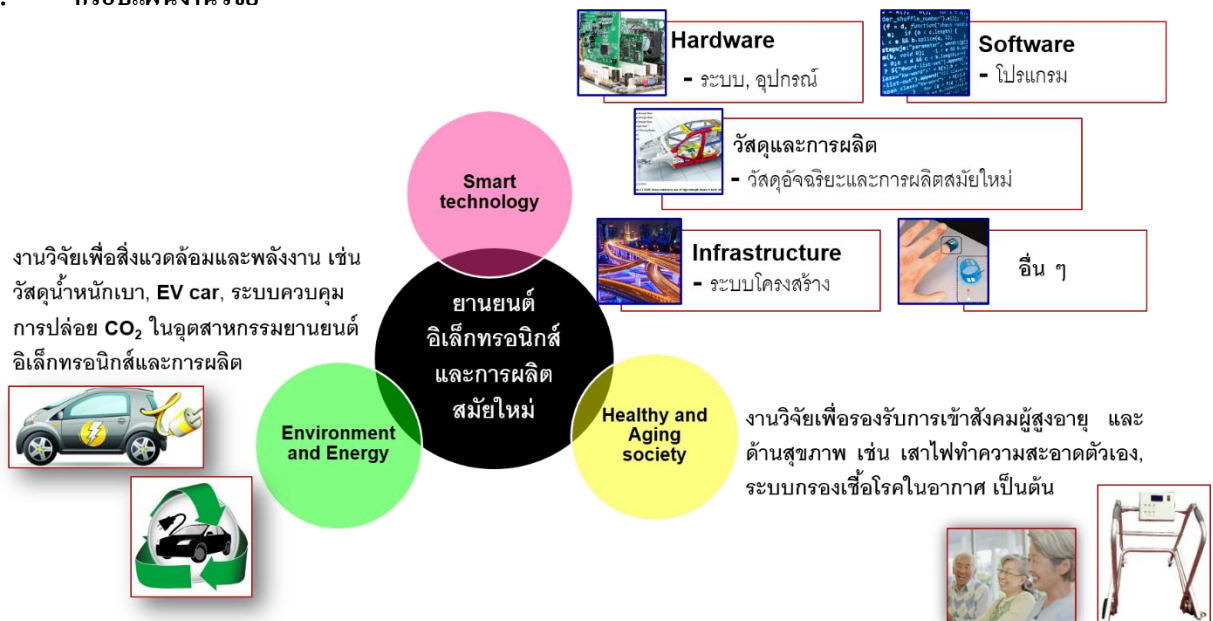 Hardware
- ระบบ, อุปกรณ์
Software
- โปรแกรม
วัสดุและการผลิต
- วัสดุอัจฉริยะและการผลิตสมัยใหม่
Smart
technology
Infrastructure
- ระบบโครงสร้าง
อื่น ๆ
งานวิจัยเพื่อสิ่งแวดล้อมและพลังงาน เช่น
วัสดุน้ำหนักเบา, EV car, ระบบควบคุม
การปล่อย CO₂ ในอุตสาหกรรมยานยนต์
อิเล็กทรอนิกส์และการผลิต
ยานยนต์
อิเล็กทรอนิกส์
และการผลิต
สมัยใหม่
Environment
and Energy
Healthy and
Aging
society
งานวิจัยเพื่อรองรับการเข้าสังคมผู้สูงอายุ และ
ด้านสุขภาพ เช่น เสาไฟทำความสะอาดตัวเอง,
ระบบกรองเชื้อโรคในอากาศ เป็นต้น